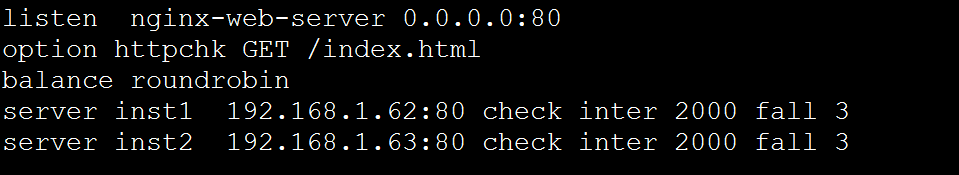 listen  nginx-web-server 0.0.0.0:80
option httpchk GET /index.html
balance roundrobin
server inst1  192.168.1.62:80 check inter 2000 fall 3
server inst2  192.168.1.63:80 check inter 2000 fall 3